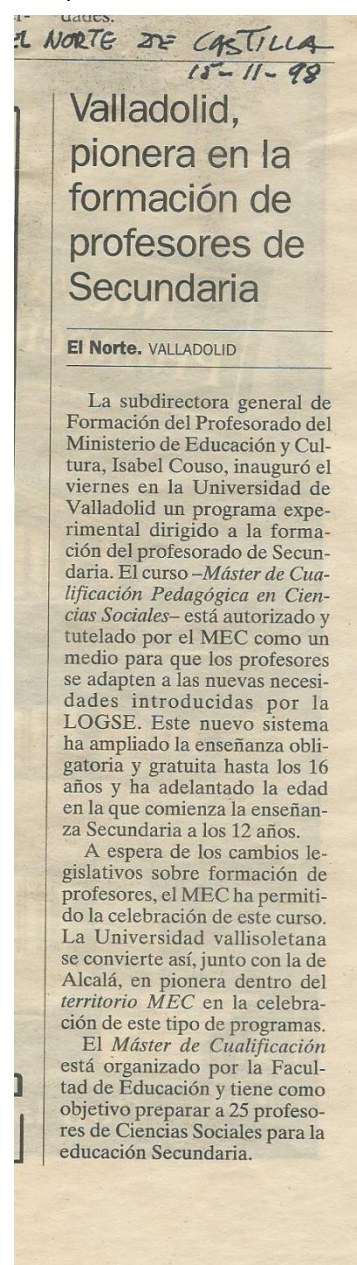 dades.
EL NORTE DE CASTILLA
15-11-98
Valladolid,
pionera en la
formación de
profesores de
Secundaria
El Norte. VALLADOLID
La subdirectora general de
Formación del Profesorado del
Ministerio de Educación y Cul-
tura, Isabel Couso, inauguró el
viernes en la Universidad de
Valladolid un programa expe-
rimental dirigido a la forma-
ción del profesorado de Secun-
daria. El curso –Máster de Cua-
lificación Pedagógica en Cien-
cias Sociales– está autorizado y
tutelado por el MEC como un
medio para que los profesores
se adapten a las nuevas necesi-
dades introducidas por la
LOGSE. Este nuevo sistema
ha ampliado la enseñanza obli-
gatoria y gratuita hasta los 16
años y ha adelantado la edad
en la que comienza la enseñan-
za Secundaria a los 12 años.
A espera de los cambios le-
gislativos sobre formación de
profesores, el MEC ha permiti-
do la celebración de este curso.
La Universidad vallisoletana
se convierte así, junto con la de
Alcalá, en pionera dentro del
territorio MEC en la celebra-
ción de este tipo de programas.
El Máster de Cualificación
está organizado por la Facul-
tad de Educación y tiene como
objetivo preparar a 25 profeso-
res de Ciencias Sociales para la
educación Secundaria.